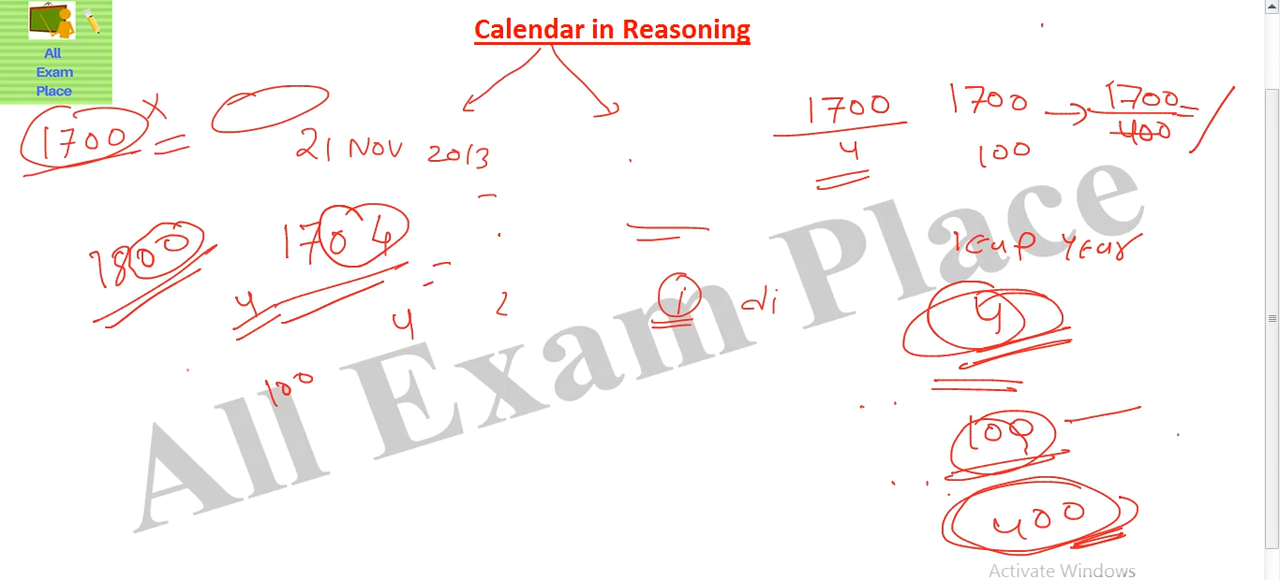 Calendar in Reasoning
All
Exam
Place
1700 x =
21 Nov 2013
1700
4
1700
100
1700 =
400
1800
1704 =
4
4
2
i
di
leap year
4
100
100
400
All Exam Place
Activate Windows